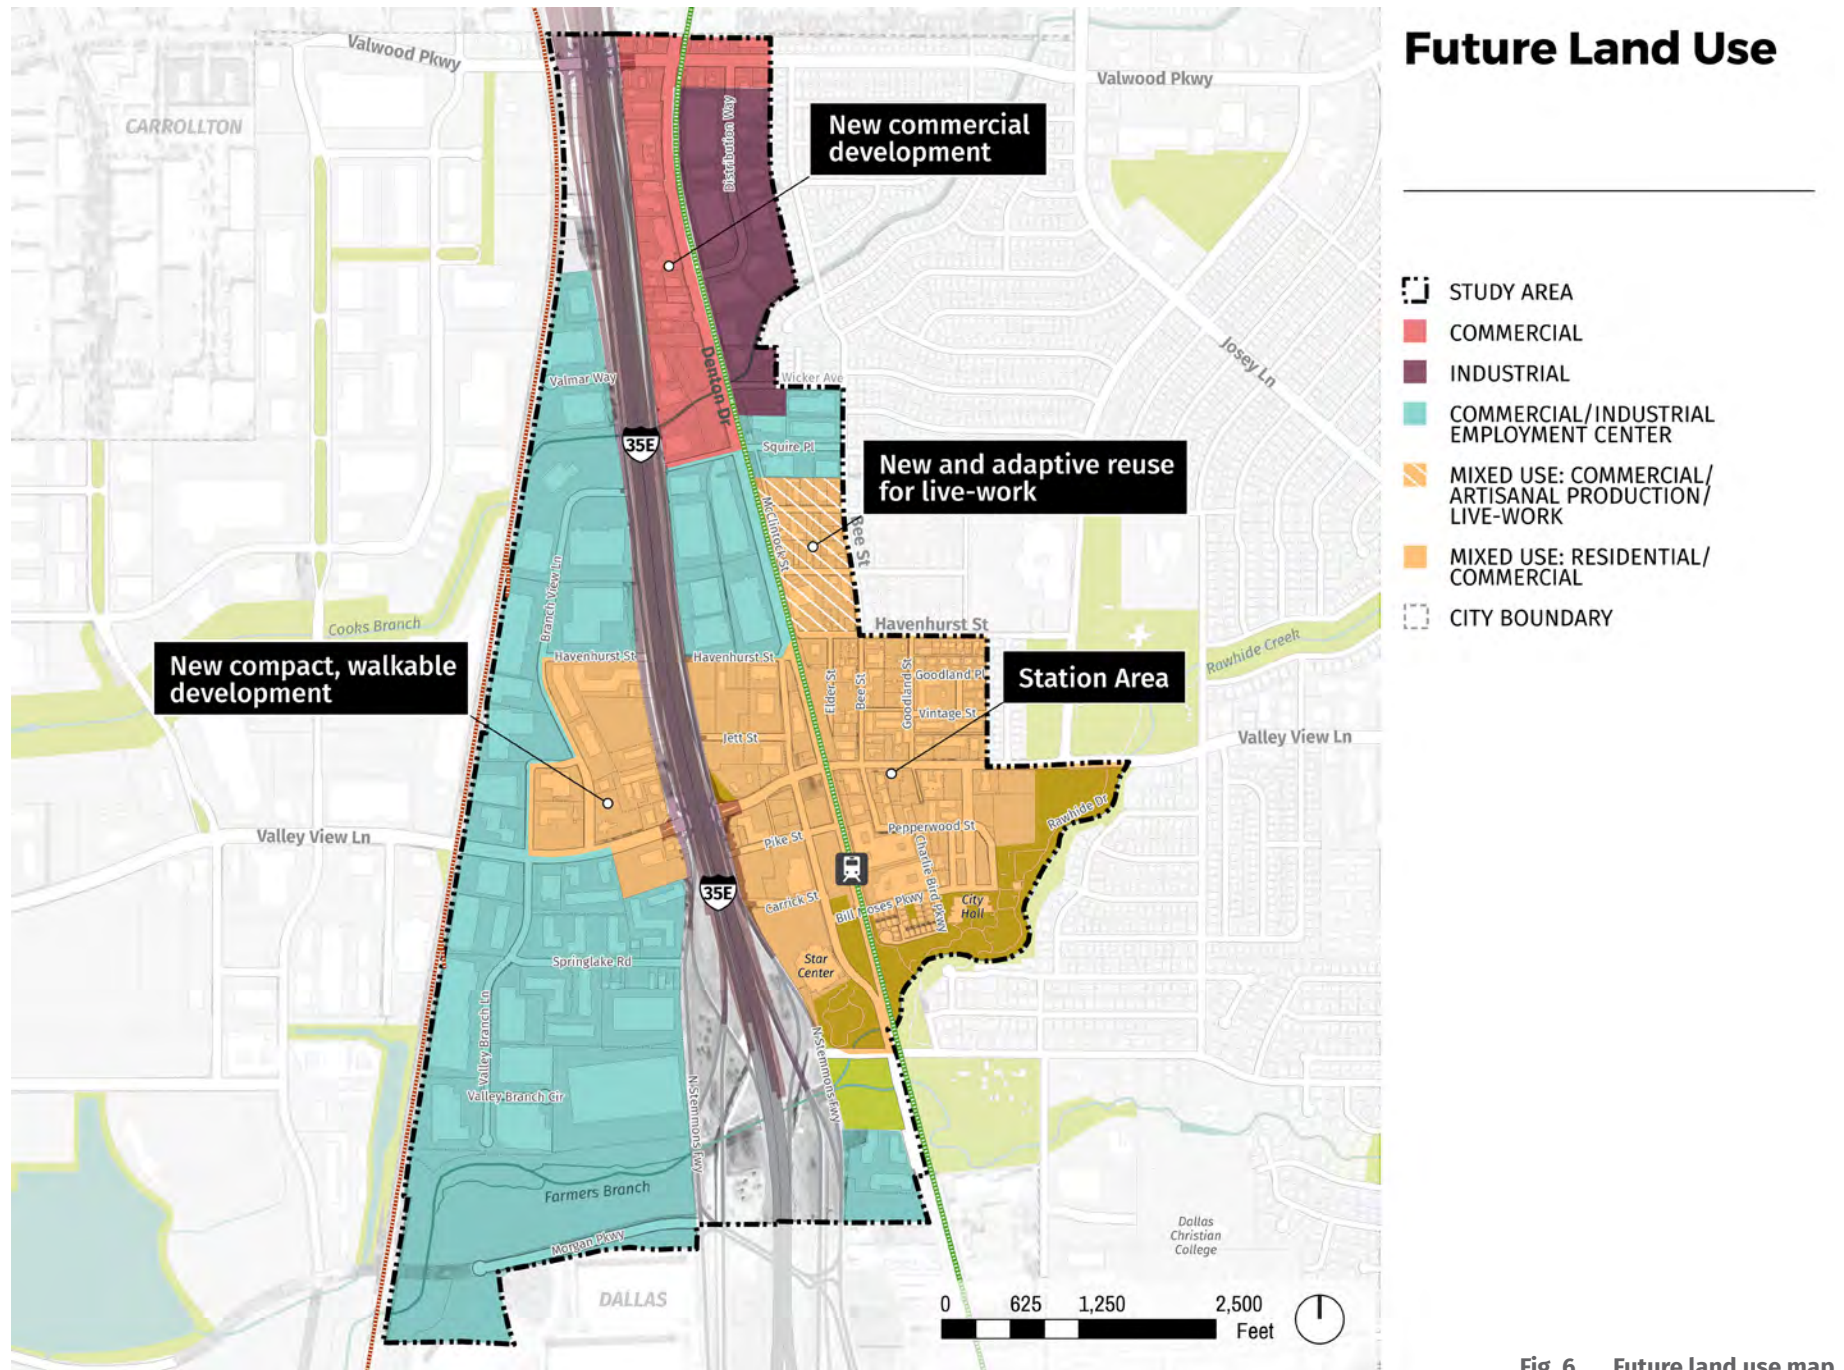 Future Land Use
STUDY AREA
COMMERCIAL
INDUSTRIAL
COMMERCIAL/INDUSTRIAL
EMPLOYMENT CENTER
MIXED USE: COMMERCIAL/
ARTISANAL PRODUCTION/
LIVE-WORK
MIXED USE: RESIDENTIAL/
COMMERCIAL
CITY BOUNDARY
Valwood Pkwy
Valwood Pkwy
CARROLLTON
New commercial
development
Distribution Way
Josey Ln
Denton Dr
Valmar Way
Wicker Ave
35E
Squire Pl
New and adaptive reuse
for live-work
McClintock St
Bee St
Branch View Ln
Cooks Branch
Havenhurst St
Rawhide Creek
New compact, walkable
development
Havenhurst St
Havenhurst St
Station Area
Elder St
Bee St
Goodland St
Goodland Pl
Vintage St
Jett St
Valley View Ln
Valley View Ln
Rawhide Dr
Pike St
Pepperwood St
Charlie Bird Pkwy
35E
Carrick St
Bill Moses Pkwy
City
Hall
Star
Center
Springlake Rd
Valley Branch Ln
N Stemmons Fwy
N Stemmons Fwy
Valley Branch Cir
Farmers Branch
Morgan Pkwy
DALLAS
Dallas
Christian
College
0 625 1,250 2,500
Feet
Fig. 6 Future land use map